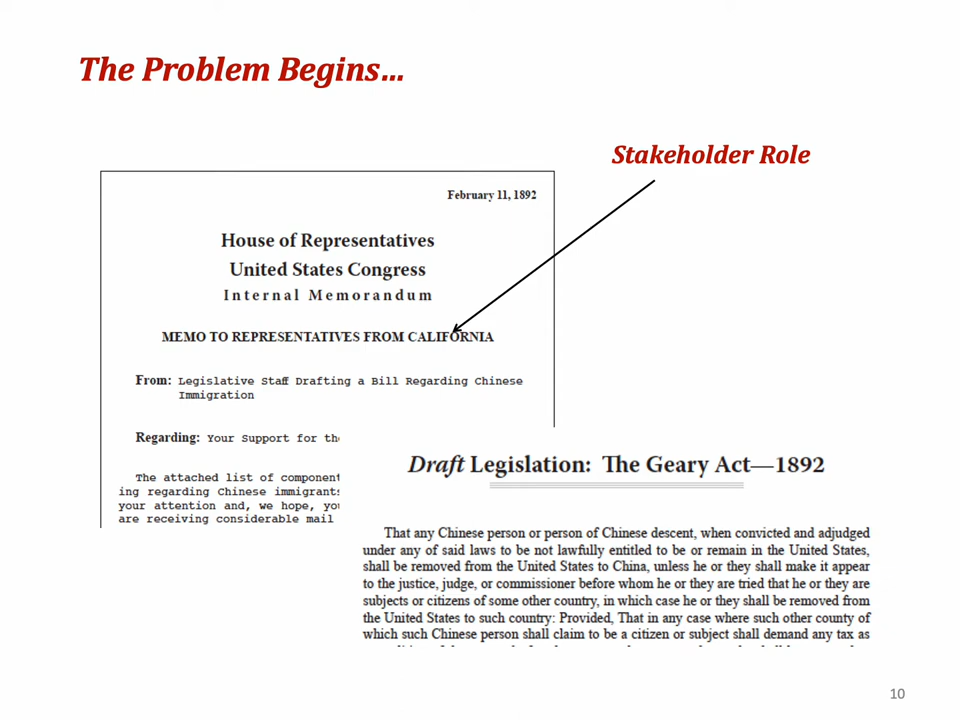 The Problem Begins…
Stakeholder Role
February 11, 1892
House of Representatives
United States Congress
Internal Memorandum
MEMO TO REPRESENTATIVES FROM CALIFORNIA
From: Legislative Staff Drafting a Bill Regarding Chinese
Immigration
Regarding: Your Support for the
The attached list of component
ing regarding Chinese immigrants
your attention and, we hope, you
are receiving considerable mail
Draft Legislation: The Geary Act—1892
That any Chinese person or person of Chinese descent, when convicted and adjudged
under any of said laws to be not lawfully entitled to be or remain in the United States,
shall be removed from the United States to China, unless he or they shall make it appear
to the justice, judge, or commissioner before whom he or they are tried that he or they are
subjects or citizens of some other country, in which case he or they shall be removed from
the United States to such country: Provided, That in any case where such other county of
which such Chinese person shall claim to be a citizen or subject shall demand any tax as
10